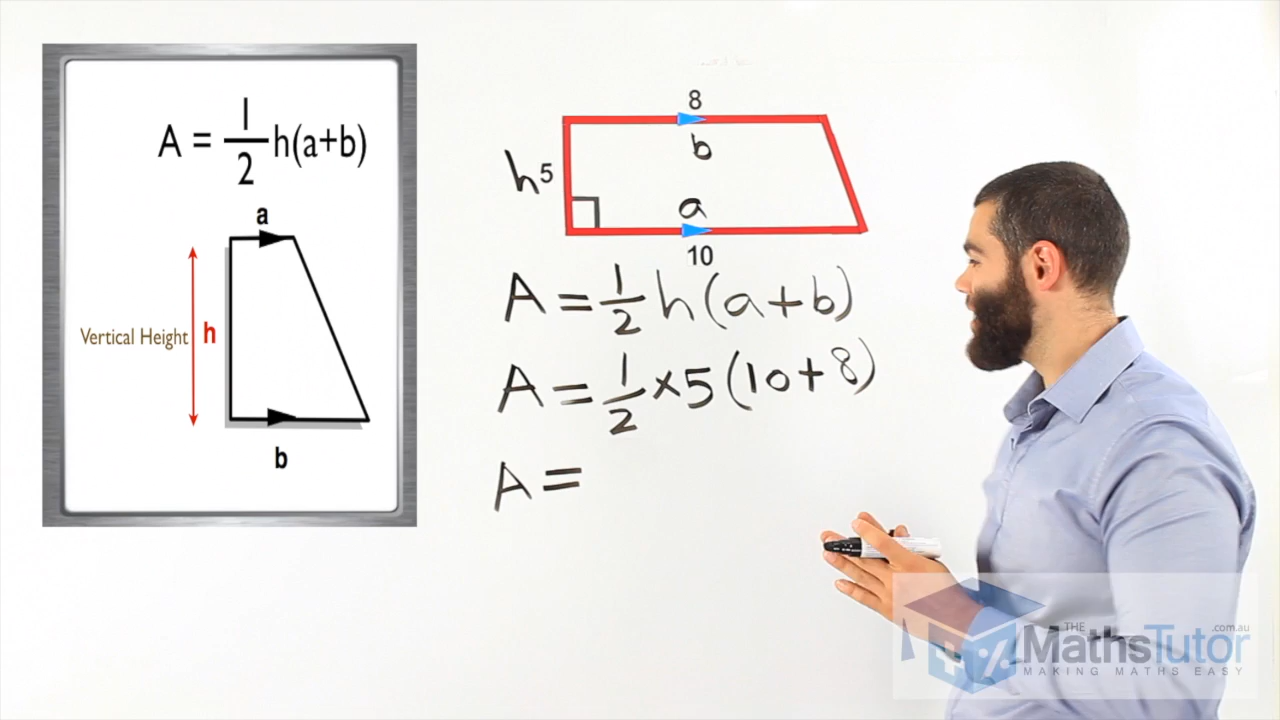 A = 1/2 h(a+b)
a
Vertical Height h
b
8
b
h 5
a
10
A = 1/2 h(a+b)
A = 1/2 × 5(10+8)
A =
THE MathsTutor .com.au
MAKING MATHS EASY